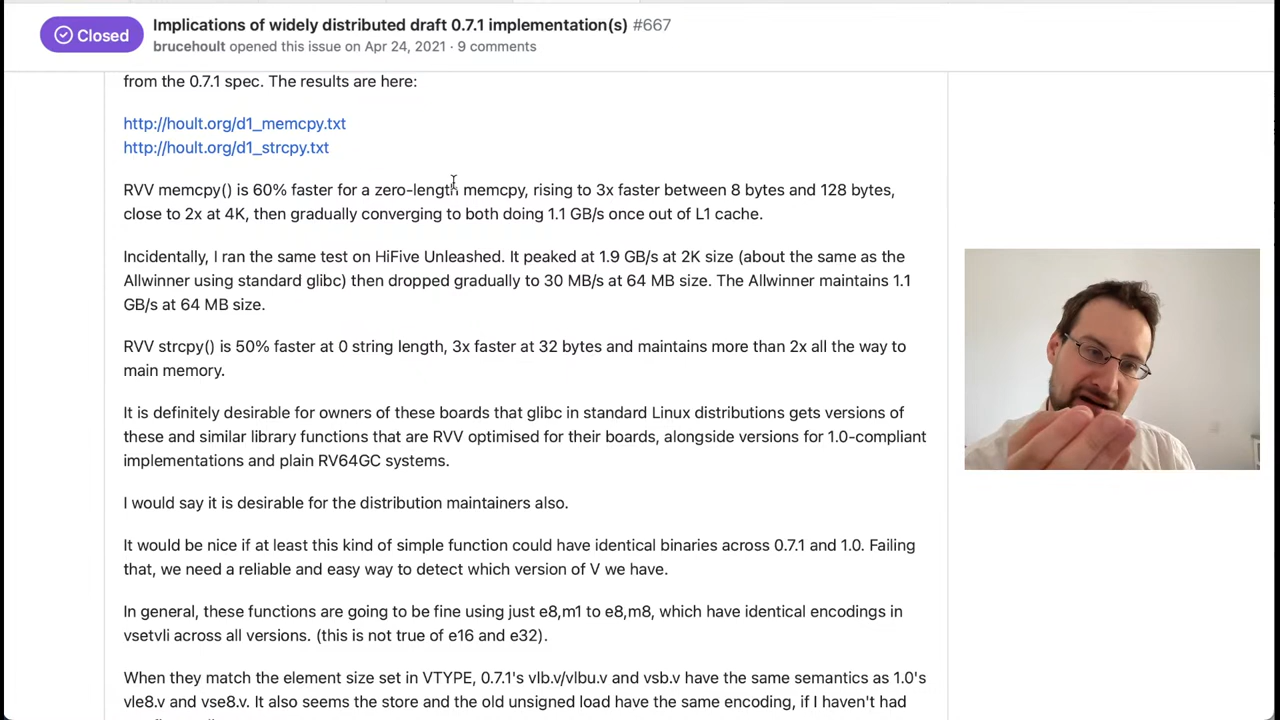 Closed
Implications of widely distributed draft 0.7.1 implementation(s) #667
brucehoult opened this issue on Apr 24, 2021 · 9 comments
from the 0.7.1 spec. The results are here:
http://hoult.org/d1_memcpy.txt
http://hoult.org/d1_strcpy.txt
RVV memcpy() is 60% faster for a zero-length memcpy, rising to 3x faster between 8 bytes and 128 bytes,
close to 2x at 4K, then gradually converging to both doing 1.1 GB/s once out of L1 cache.
Incidentally, I ran the same test on HiFive Unleashed. It peaked at 1.9 GB/s at 2K size (about the same as the
Allwinner using standard glibc) then dropped gradually to 30 MB/s at 64 MB size. The Allwinner maintains 1.1
GB/s at 64 MB size.
RVV strcpy() is 50% faster at 0 string length, 3x faster at 32 bytes and maintains more than 2x all the way to
main memory.
It is definitely desirable for owners of these boards that glibc in standard Linux distributions gets versions of
these and similar library functions that are RVV optimised for their boards, alongside versions for 1.0-compliant
implementations and plain RV64GC systems.
I would say it is desirable for the distribution maintainers also.
It would be nice if at least this kind of simple function could have identical binaries across 0.7.1 and 1.0. Failing
that, we need a reliable and easy way to detect which version of V we have.
In general, these functions are going to be fine using just e8,m1 to e8,m8, which have identical encodings in
vsetvli across all versions. (this is not true of e16 and e32).
When they match the element size set in VTYPE, 0.7.1's vlb.v/vlbu.v and vsb.v have the same semantics as 1.0's
vle8.v and vse8.v. It also seems the store and the old unsigned load have the same encoding, if I haven't had